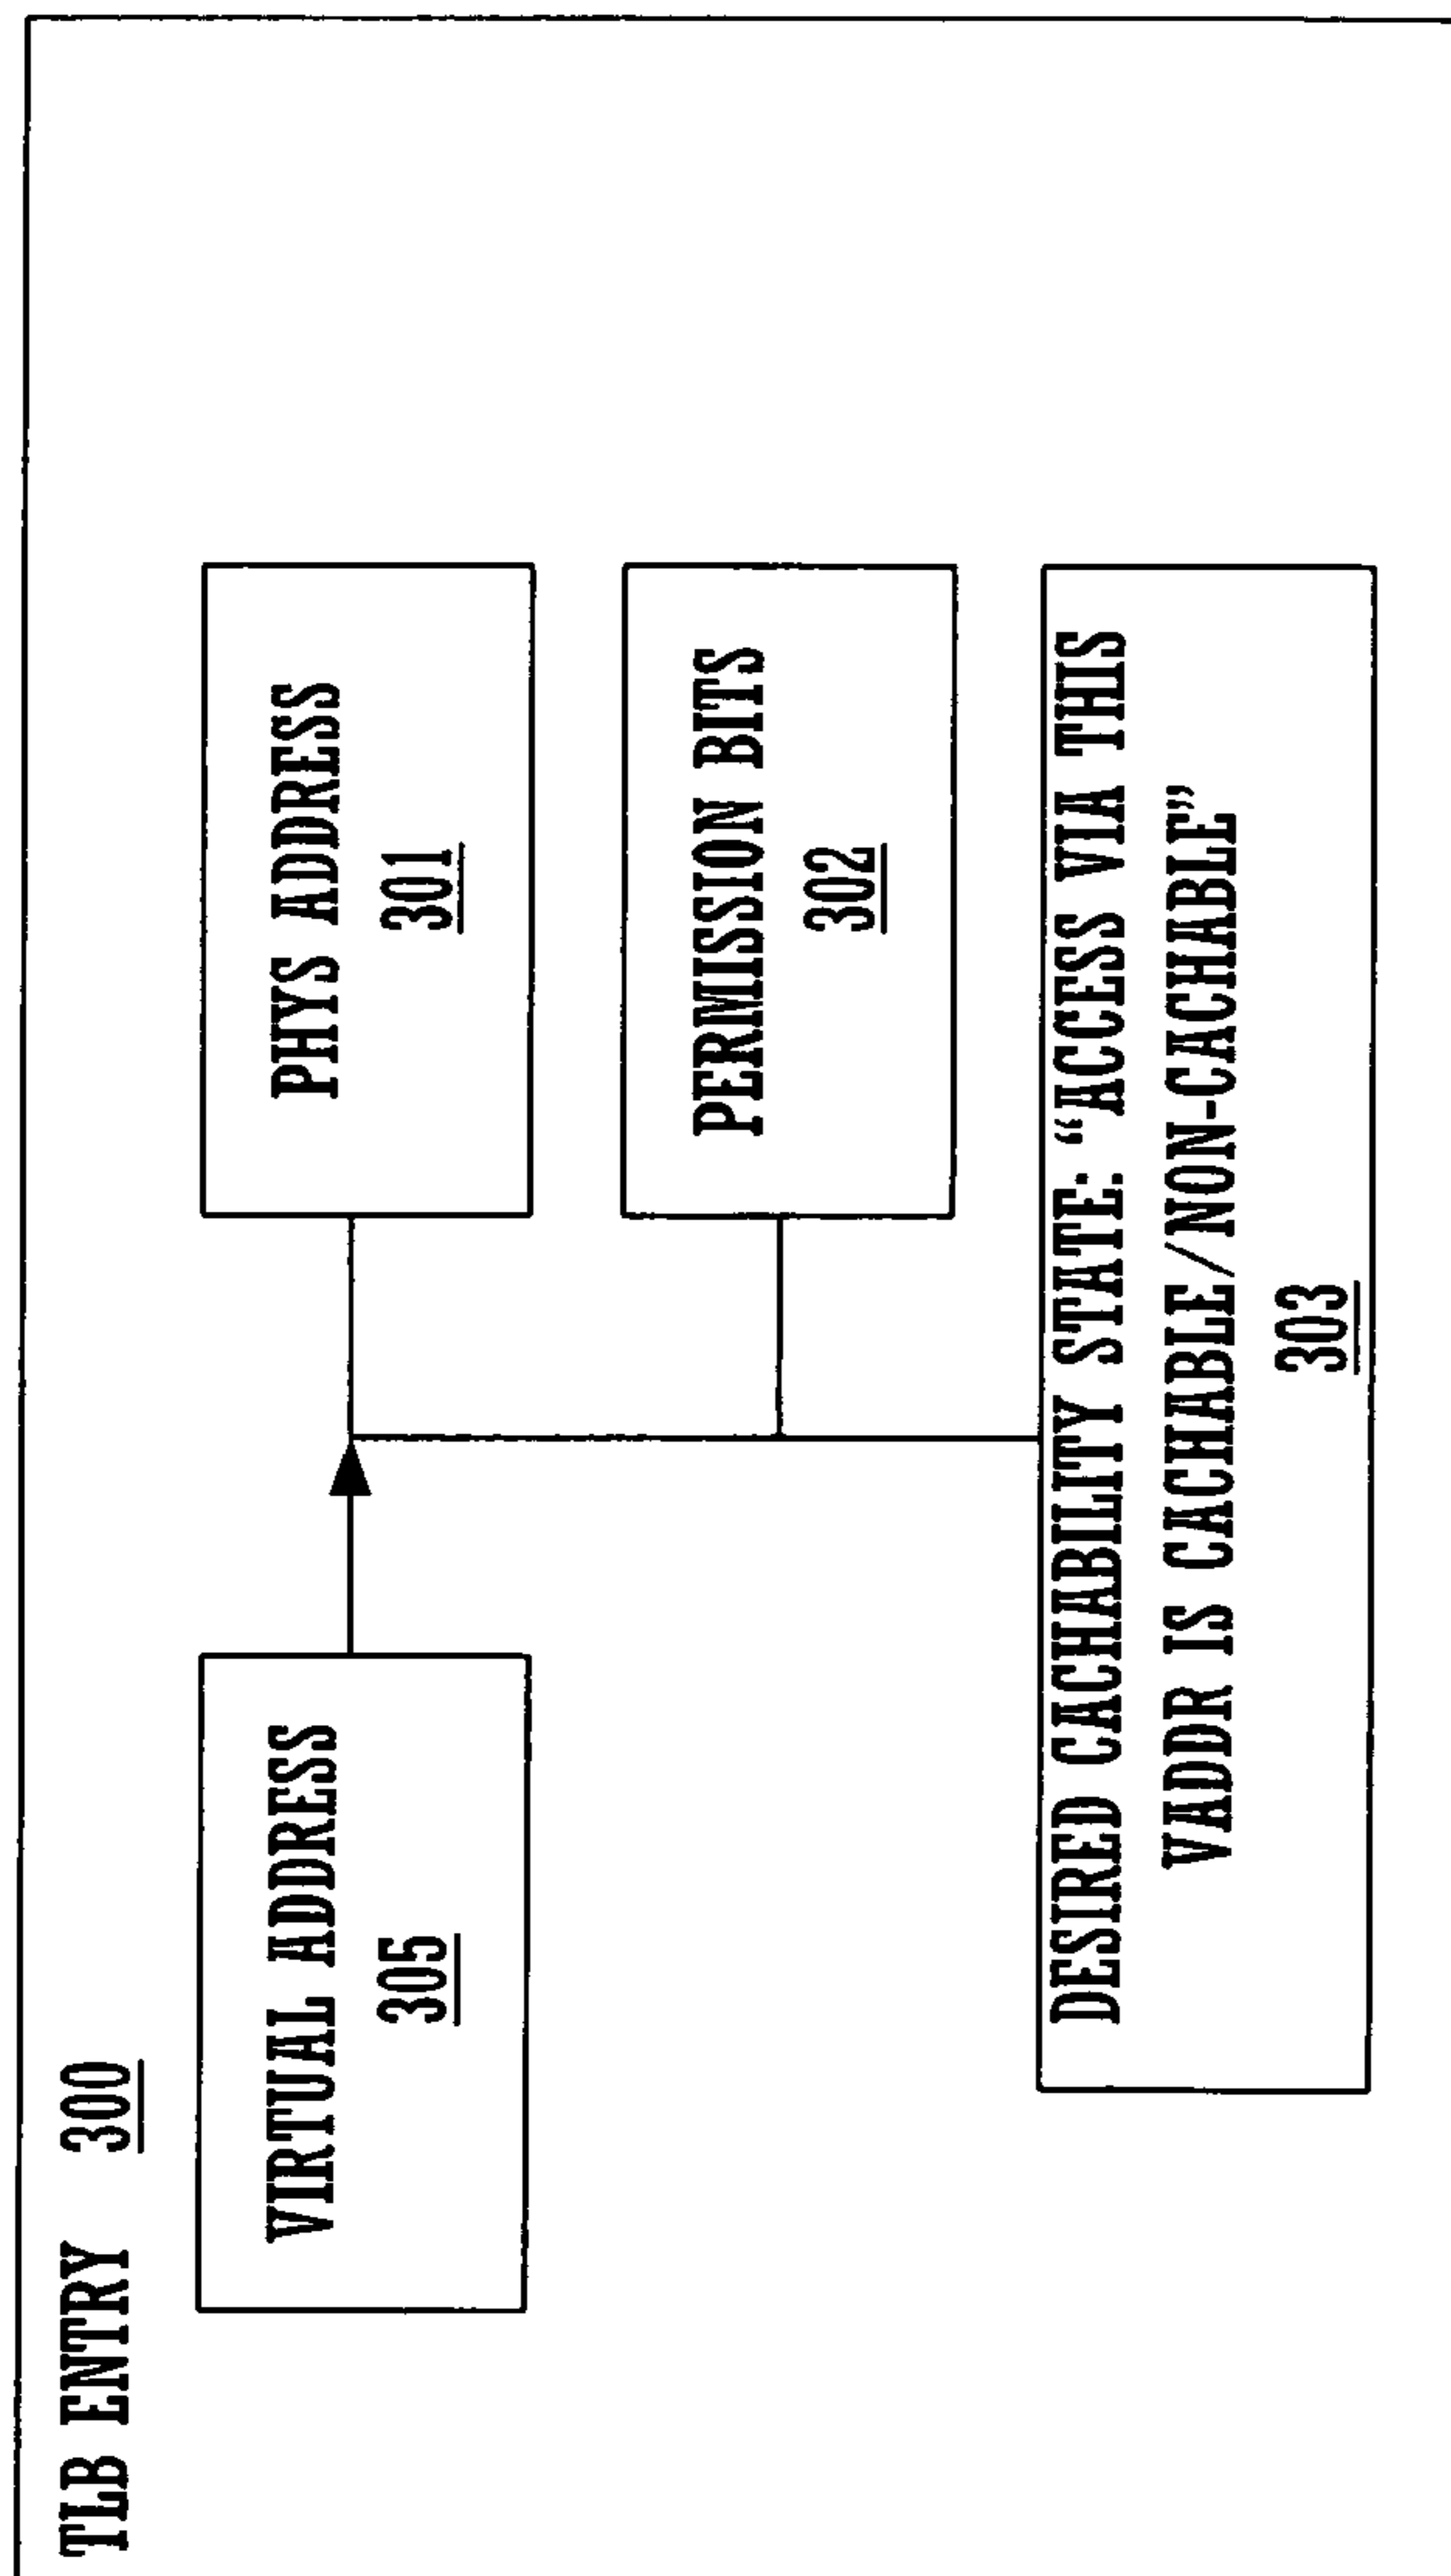 TLB ENTRY 300
VIRTUAL ADDRESS
305
PHYS ADDRESS
301
PERMISSION BITS
302
DESIRED CACHABILITY STATE: “ACCESS VIA THIS
VADDR IS CACHABLE/NON-CACHABLE”
303